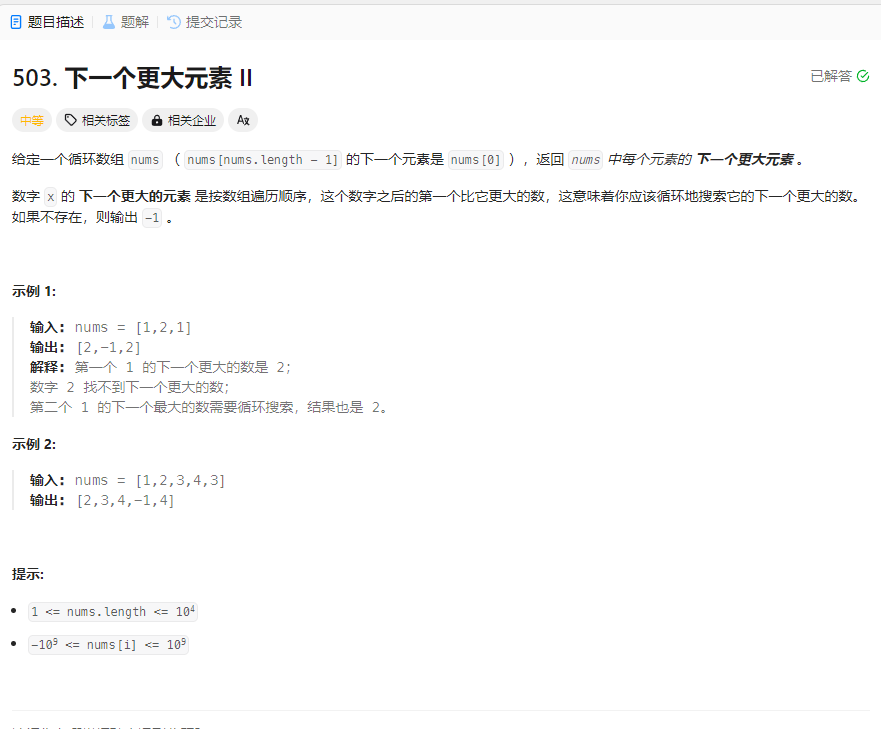 题目描述 题解 提交记录
503. 下一个更大元素 II
已解答
中等 相关标签 相关企业 Aז
给定一个循环数组 nums （ nums[nums.length - 1] 的下一个元素是 nums[0] ），返回 nums 中每个元素的 下一个更大元素 。
数字 x 的 下一个更大的元素 是按数组遍历顺序，这个数字之后的第一个比它更大的数，这意味着你应该循环地搜索它的下一个更大的数。
如果不存在，则输出 -1 。
示例 1:
输入: nums = [1,2,1]
输出: [2,-1,2]
解释: 第一个 1 的下一个更大的数是 2；
数字 2 找不到下一个更大的数；
第二个 1 的下一个最大的数需要循环搜索，结果也是 2。
示例 2:
输入: nums = [1,2,3,4,3]
输出: [2,3,4,-1,4]
提示:
1 <= nums.length <= 10⁴
-10⁹ <= nums[i] <= 10⁹